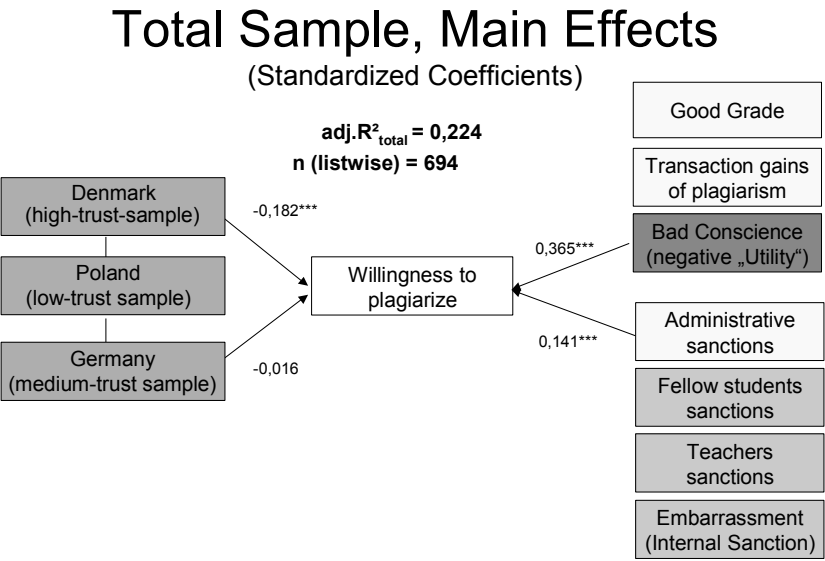 Total Sample, Main Effects
(Standardized Coefficients)
adj.R²total = 0,224
n (listwise) = 694
Denmark
(high-trust-sample)
Poland
(low-trust sample)
Germany
(medium-trust sample)
-0,182***
-0,016
Willingness to
plagiarize
0,365***
0,141***
Good Grade
Transaction gains
of plagiarism
Bad Conscience
(negative „Utility“)
Administrative
sanctions
Fellow students
sanctions
Teachers
sanctions
Embarrassment
(Internal Sanction)